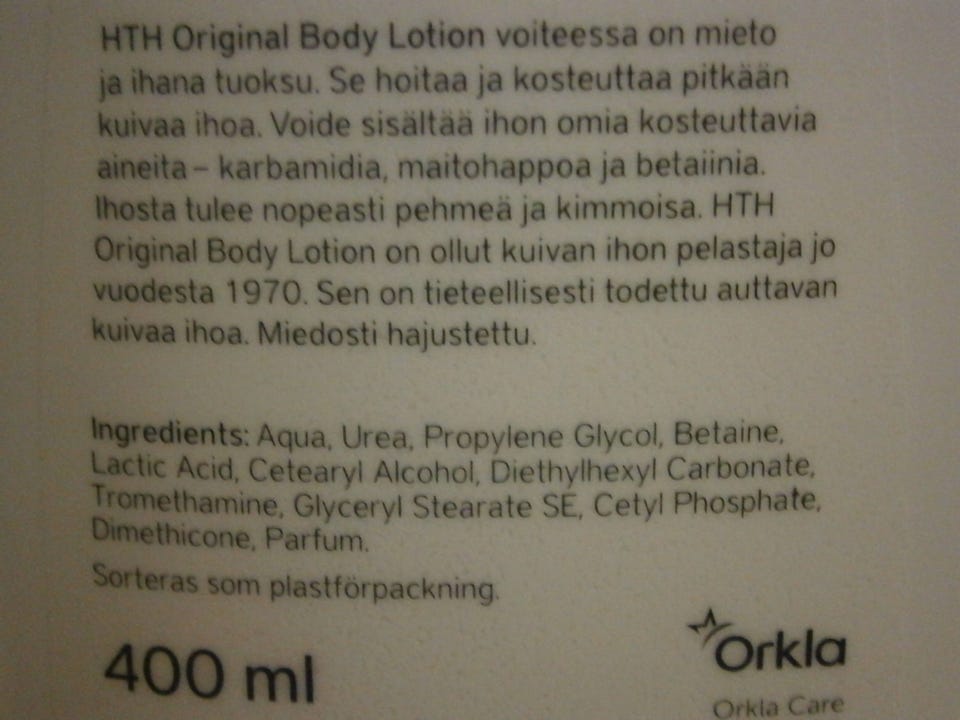 HTH Original Body Lotion voiteessa on mieto
ja ihana tuoksu. Se hoitaa ja kosteuttaa pitkään
kuivaa ihoa. Voide sisältää ihon omia kosteuttavia
aineita – karbamidia, maitohappoa ja betaiinia.
Ihosta tulee nopeasti pehmeä ja kimmoisa. HTH
Original Body Lotion on ollut kuivan ihon pelastaja jo
vuodesta 1970. Sen on tieteellisesti todettu auttavan
kuivaa ihoa. Miedosti hajustettu.
Ingredients: Aqua, Urea, Propylene Glycol, Betaine,
Lactic Acid, Cetearyl Alcohol, Diethylhexyl Carbonate,
Tromethamine, Glyceryl Stearate SE, Cetyl Phosphate,
Dimethicone, Parfum.
Sorteras som plastförpackning.
400 ml
Orkla
Orkla Care